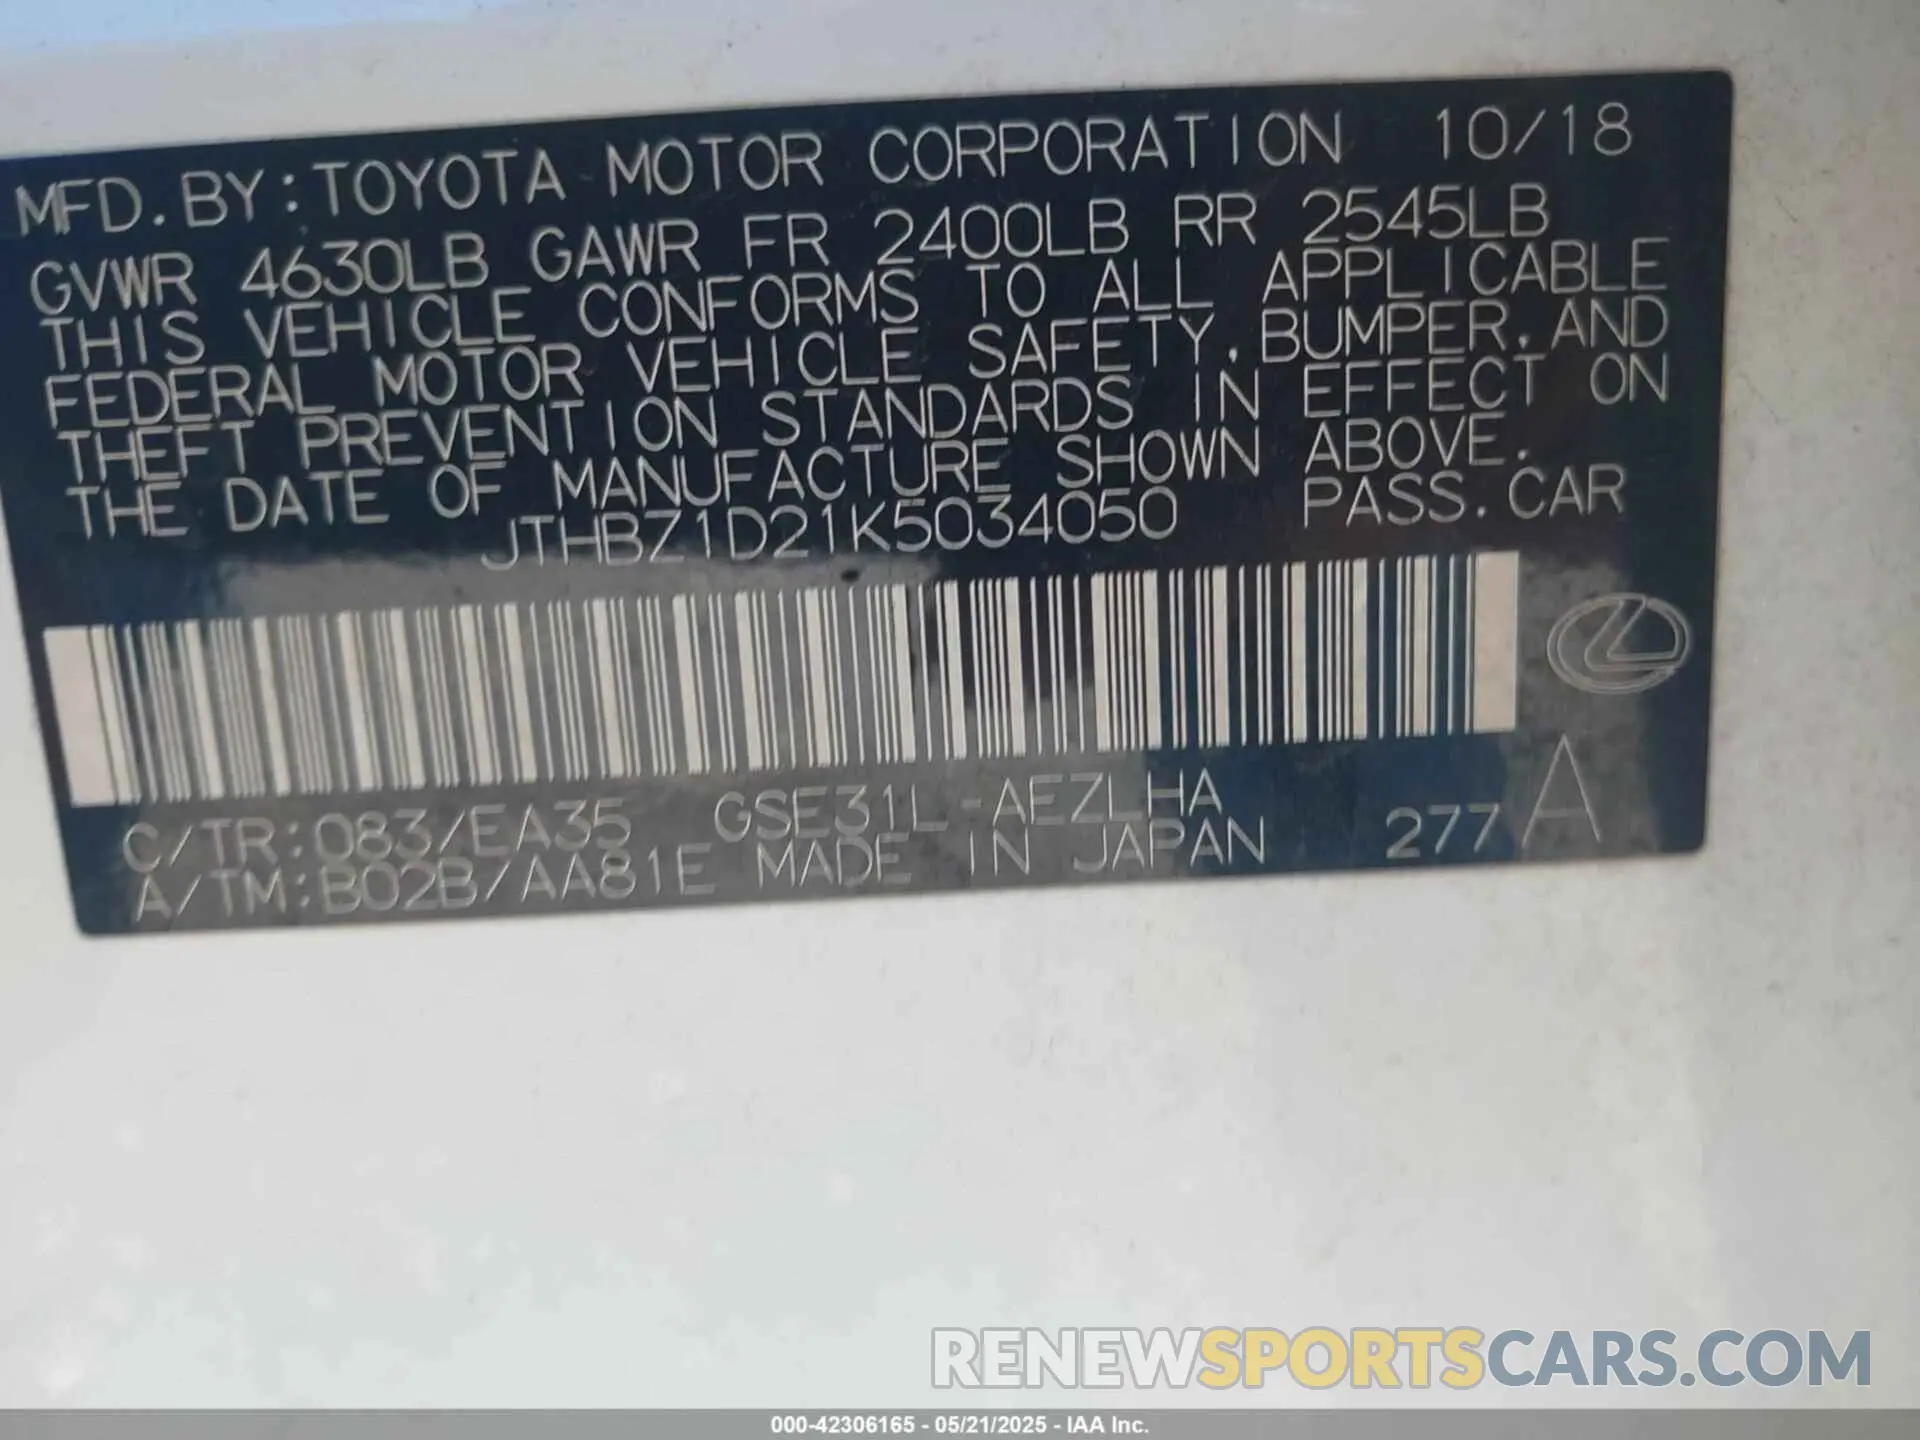 MFD.BY:TOYOTA MOTOR CORPORATION 10/18
GVWR 4630LB GAWR FR 2400LB RR 2545LB
THIS VEHICLE CONFORMS TO ALL APPLICABLE
FEDERAL MOTOR VEHICLE SAFETY,BUMPER,AND
THEFT PREVENTION STANDARDS IN EFFECT ON
THE DATE OF MANUFACTURE SHOWN ABOVE.
JTHBZ1D21K5034050 PASS.CAR
C/TR:083/EA35 GSE31L-AEZLHA
A/TM:B02B/AA81E MADE IN JAPAN 277A
RENEWSPORTSCARS.COM
000-42306165 - 05/21/2025 - IAA Inc.